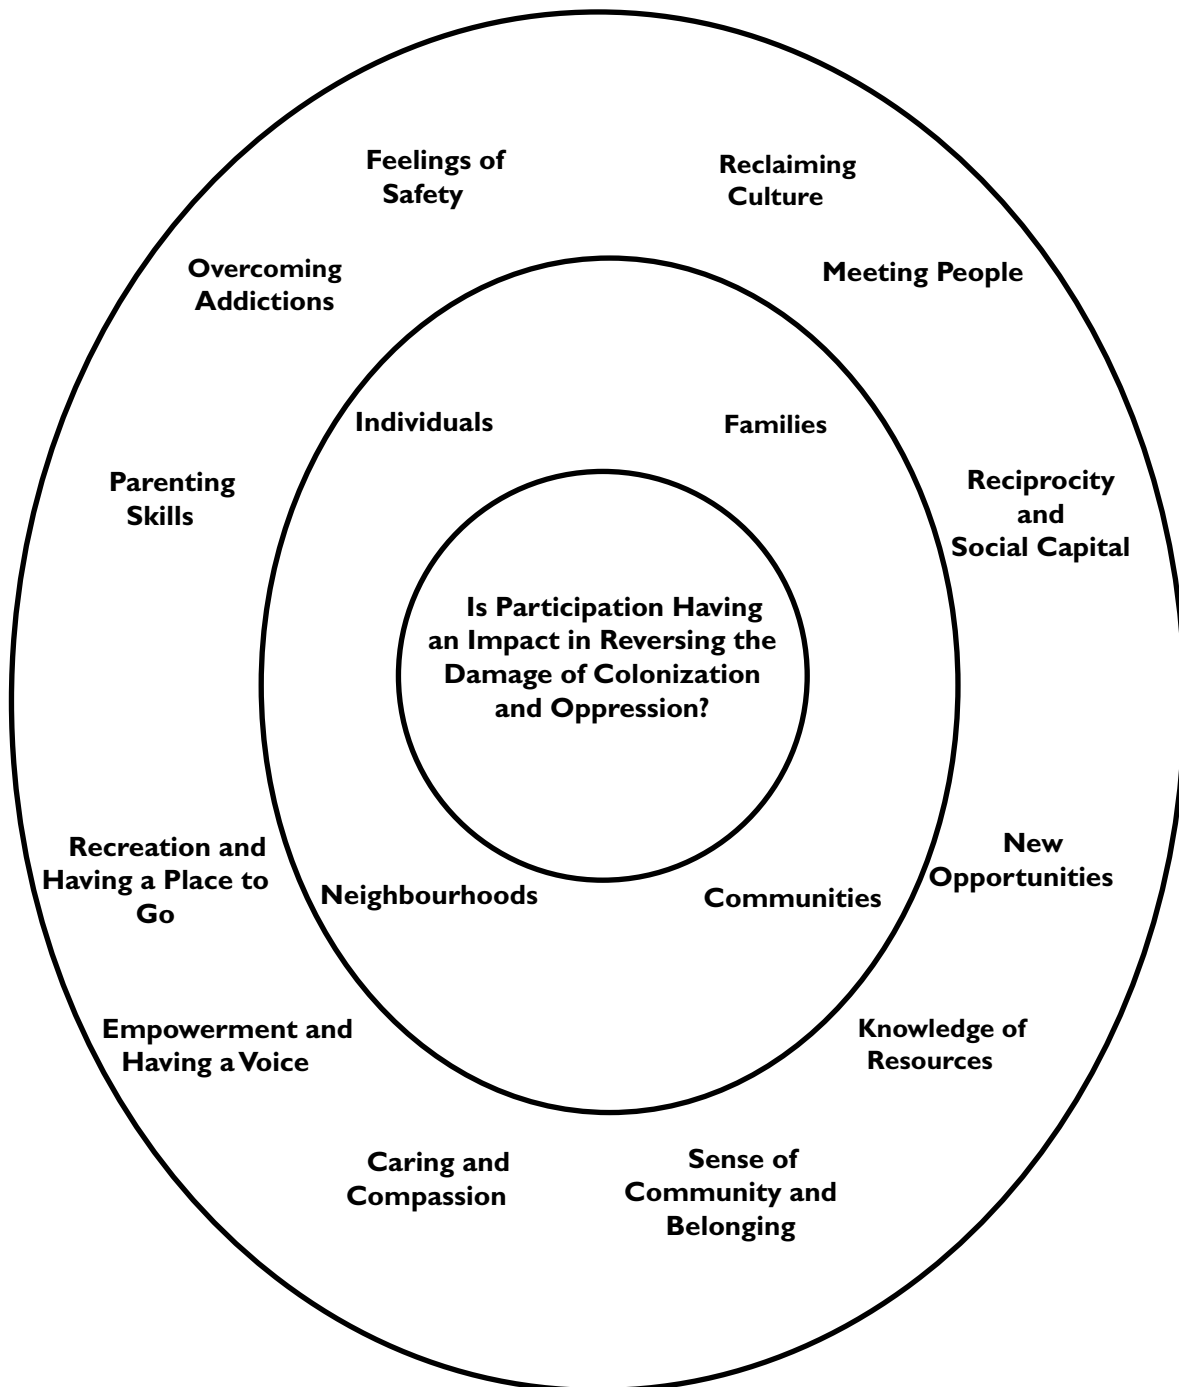 Feelings of
Safety
Reclaiming
Culture
Overcoming
Addictions
Meeting People
Individuals
Families
Parenting
Skills
Reciprocity
and
Social Capital
Is Participation Having
an Impact in Reversing the
Damage of Colonization
and Oppression?
Recreation and
Having a Place to
Go
New
Opportunities
Neighbourhoods
Communities
Empowerment and
Having a Voice
Knowledge of
Resources
Caring and
Compassion
Sense of
Community and
Belonging